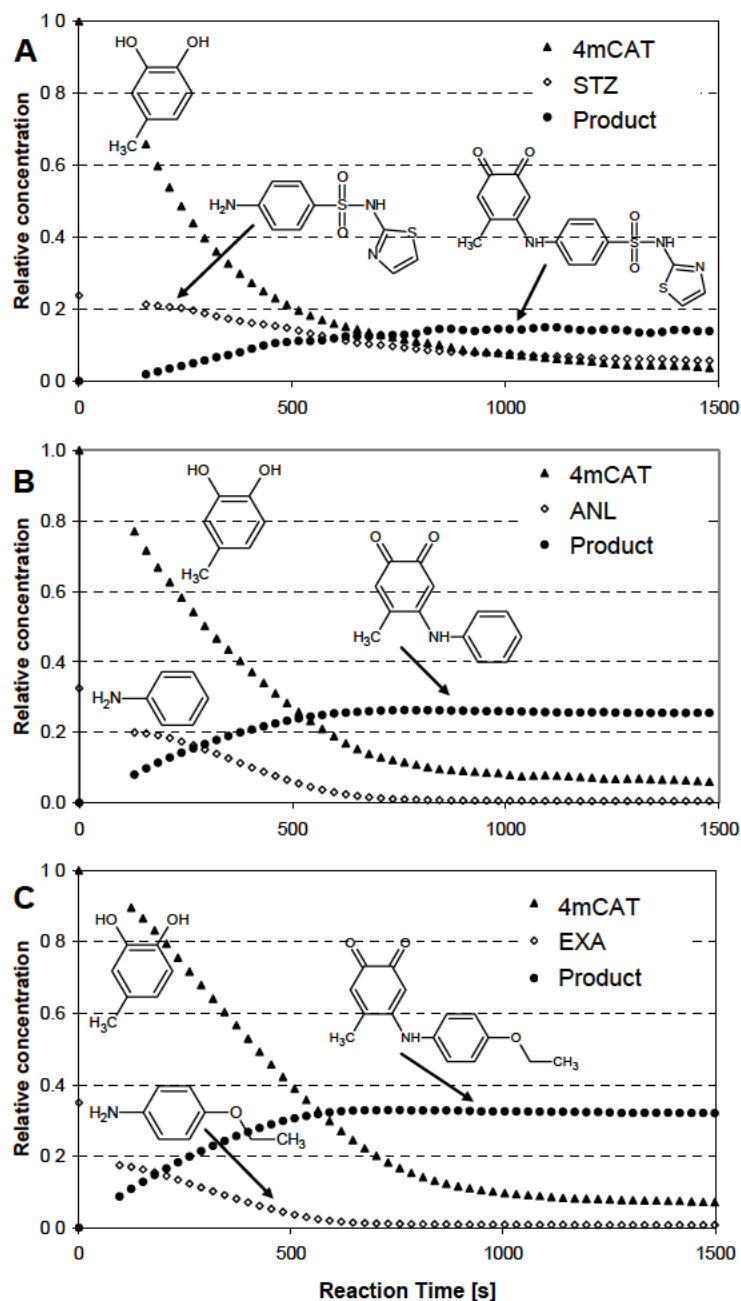 A
Relative concentration
1.0
0.8
0.6
0.4
0.2
0.0
0
500
1000
1500
HO
OH
H₃C
4mCAT
STZ
Product
H₂N
O
S
O
NH
N
S
O
O
H₃C
NH
O
S
O
NH
S
N
B
Relative concentration
1.0
0.8
0.6
0.4
0.2
0.0
0
500
1000
1500
HO
OH
H₃C
4mCAT
ANL
Product
O
O
H₃C
NH
H₂N
C
Relative concentration
1 0
0 8
0 6
0 4
0 2
0 0
0
500
1000
1500
HO
OH
H₃C
4mCAT
EXA
Product
O
O
H₃C
NH
O
CH₃
H₂N
O
CH₃
Reaction Time [s]